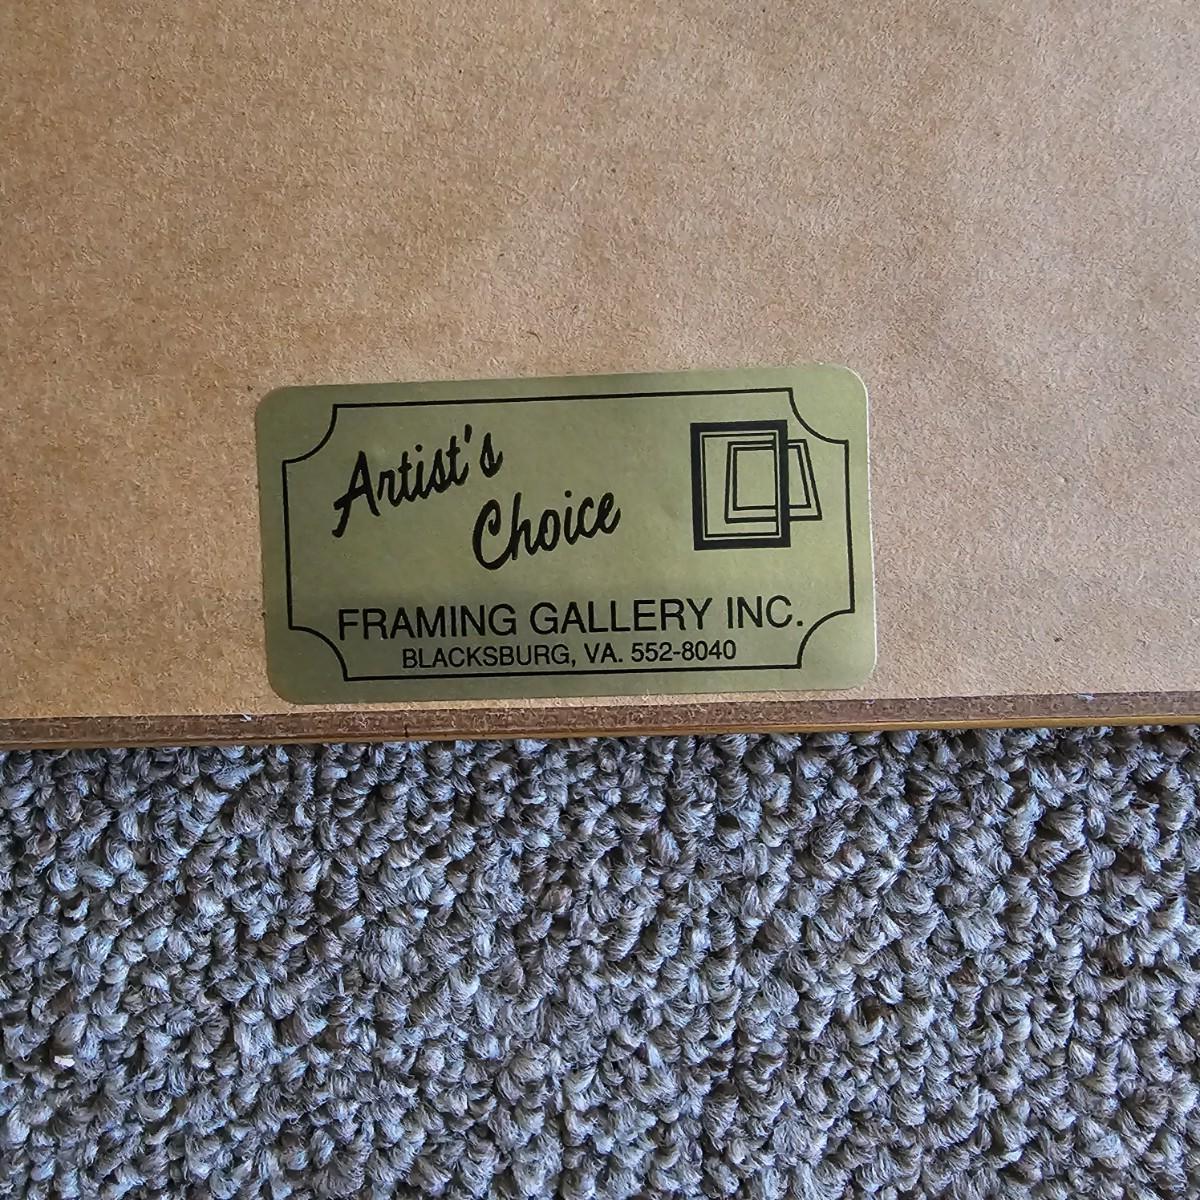 Artist's
Choice
FRAMING GALLERY INC.
BLACKSBURG, VA. 552-8040